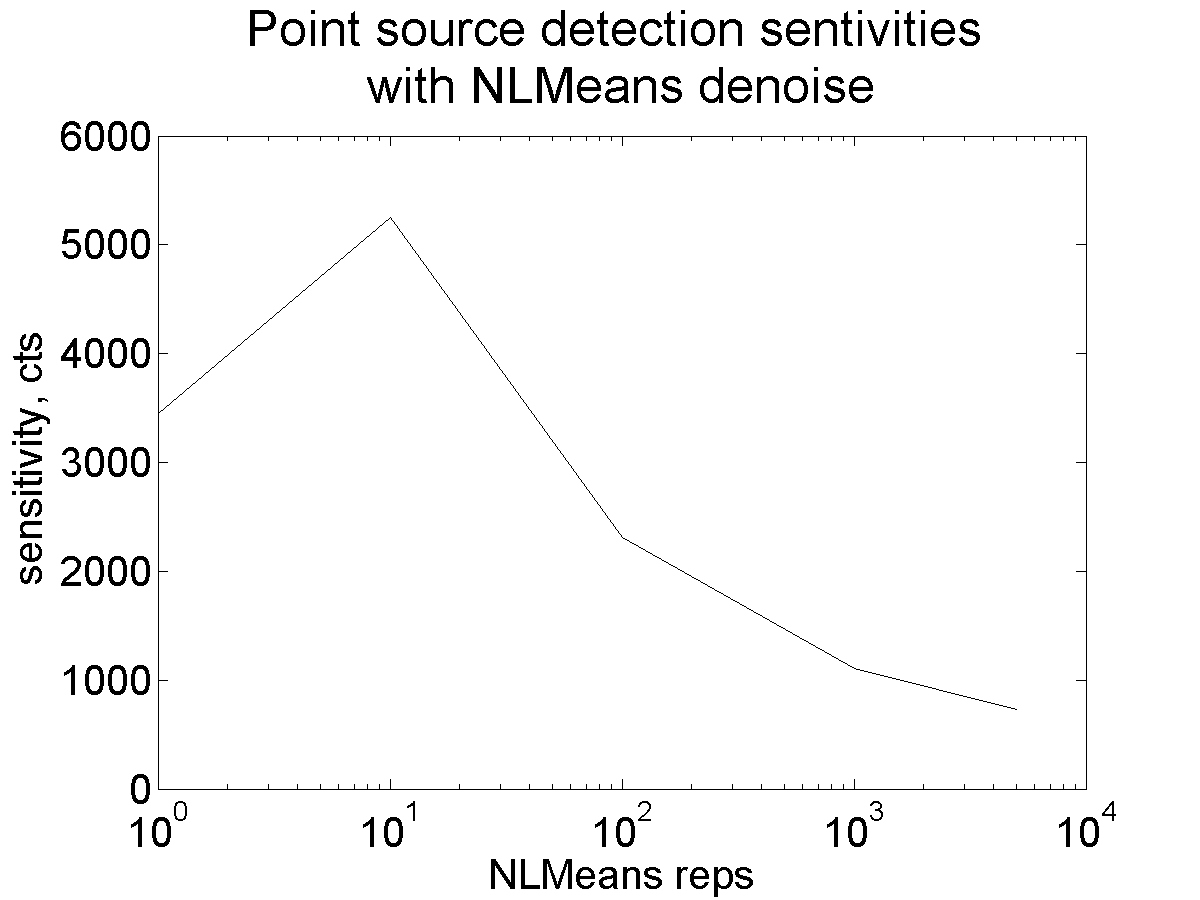 Point source detection sentivities
with NLMeans denoise
6000
5000
4000
3000
2000
1000
0
sensitivity, cts
10^0 10^1 10^2 10^3 10^4
NLMeans reps